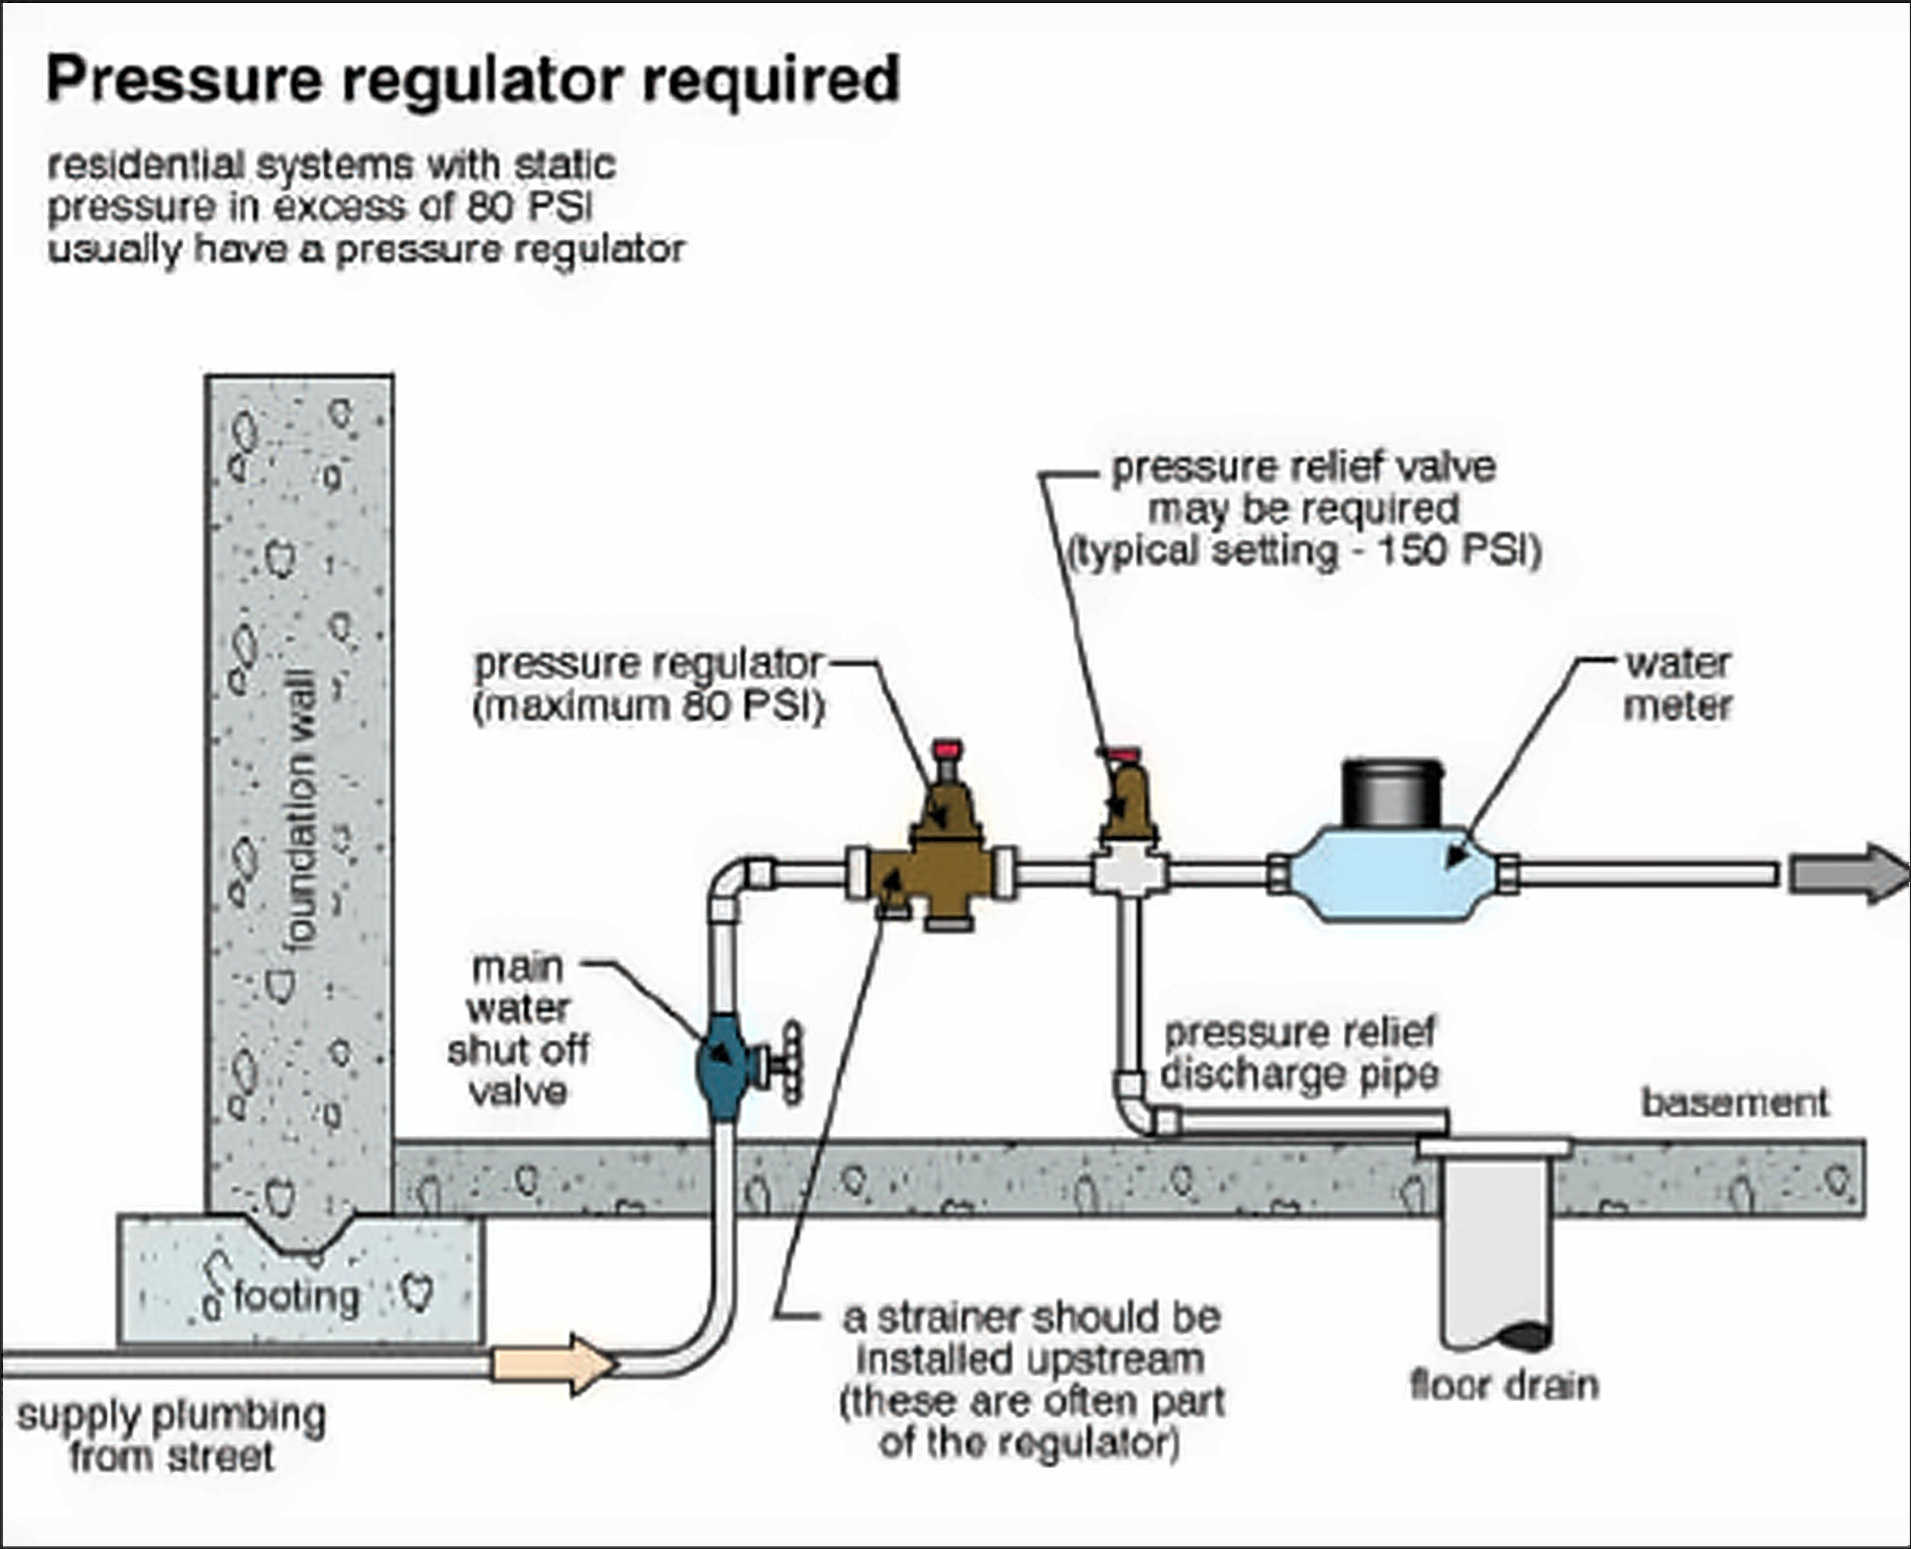 Pressure regulator required
residential systems with static
pressure in excess of 80 PSI
usually have a pressure regulator
pressure relief valve
may be required
(typical setting - 150 PSI)
pressure regulator
(maximum 80 PSI)
water
meter
foundation wall
main
water
shut off
valve
pressure relief
discharge pipe
basement
footing
a strainer should be
installed upstream
(these are often part
of the regulator)
floor drain
supply plumbing
from street